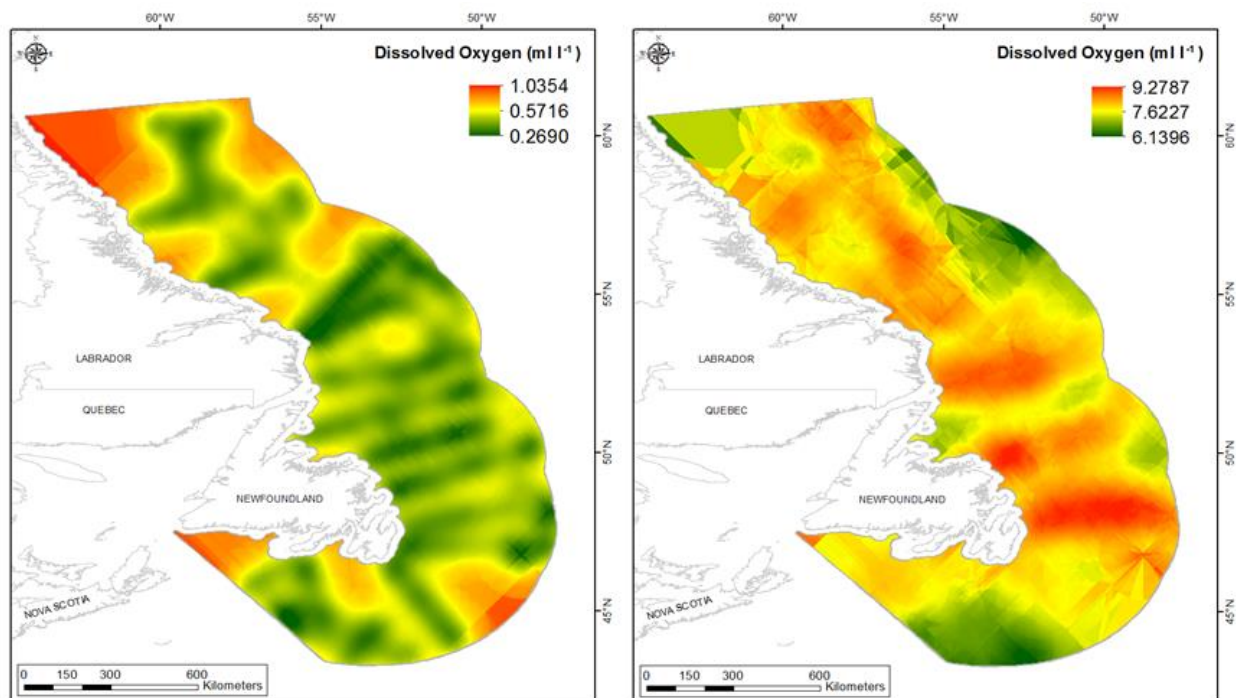 60°W 55°W 50°W
Dissolved Oxygen (ml l⁻¹)
1.0354
0.5716
0.2690
60°N
55°N
50°N
45°N
LABRADOR
QUEBEC
NEWFOUNDLAND
NOVA SCOTIA
0 150 300 600
Kilometers
60°W 55°W 50°W
Dissolved Oxygen (ml l⁻¹)
9.2787
7.6227
6.1396
60°N
55°N
50°N
45°N
LABRADOR
QUEBEC
NEWFOUNDLAND
NOVA SCOTIA
0 150 300 600
Kilometers